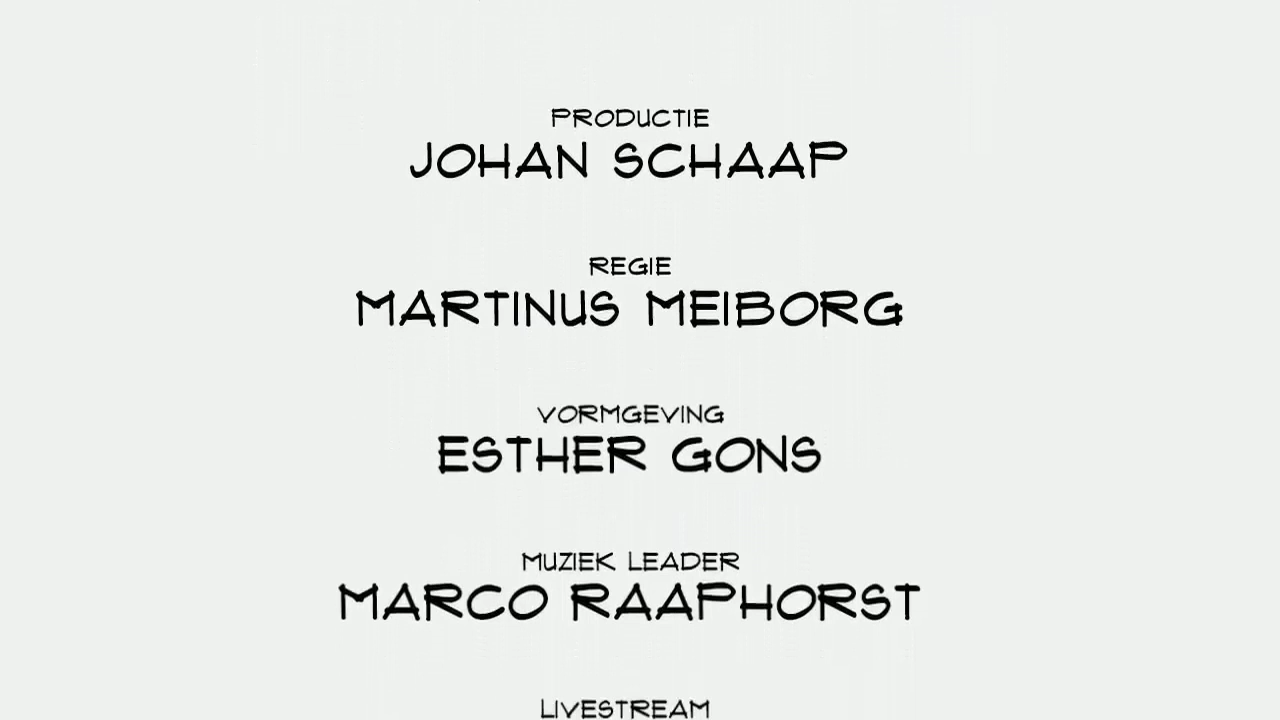 PRODUCTIE
JOHAN SCHAAP
REGIE
MARTINUS MEIBORG
VORMGEVING
ESTHER GONS
MUZIEK LEADER
MARCO RAAPHORST
LIVESTREAM